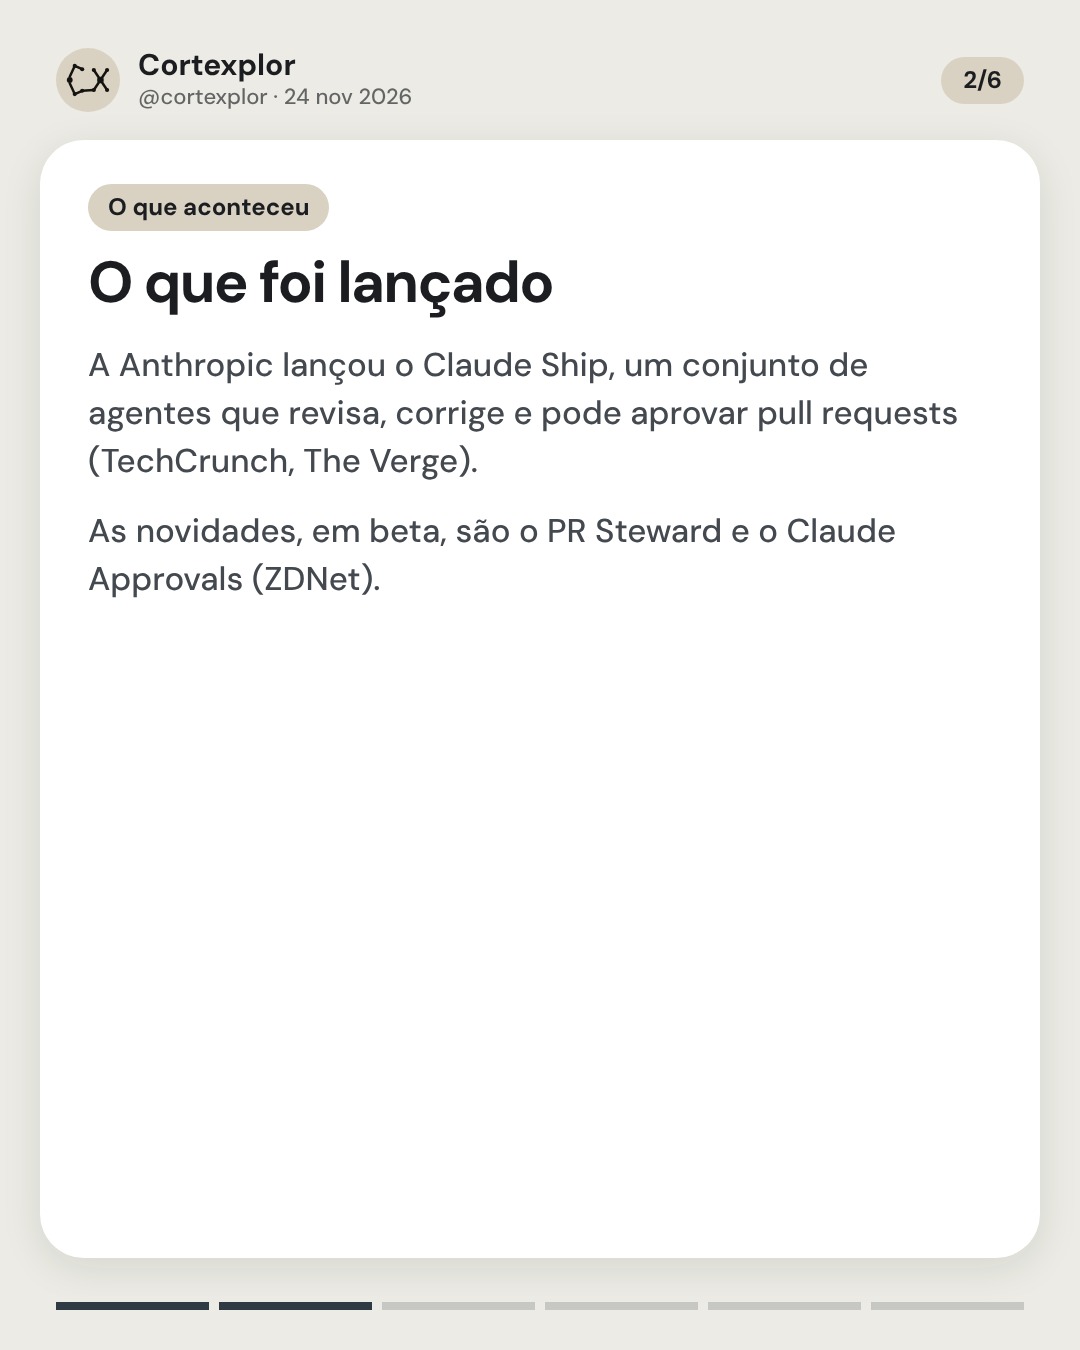 Cortexplor
@cortexplor · 24 nov 2026
2/6
O que aconteceu
O que foi lançado
A Anthropic lançou o Claude Ship, um conjunto de
agentes que revisa, corrige e pode aprovar pull requests
(TechCrunch, The Verge).
As novidades, em beta, são o PR Steward e o Claude
Approvals (ZDNet).